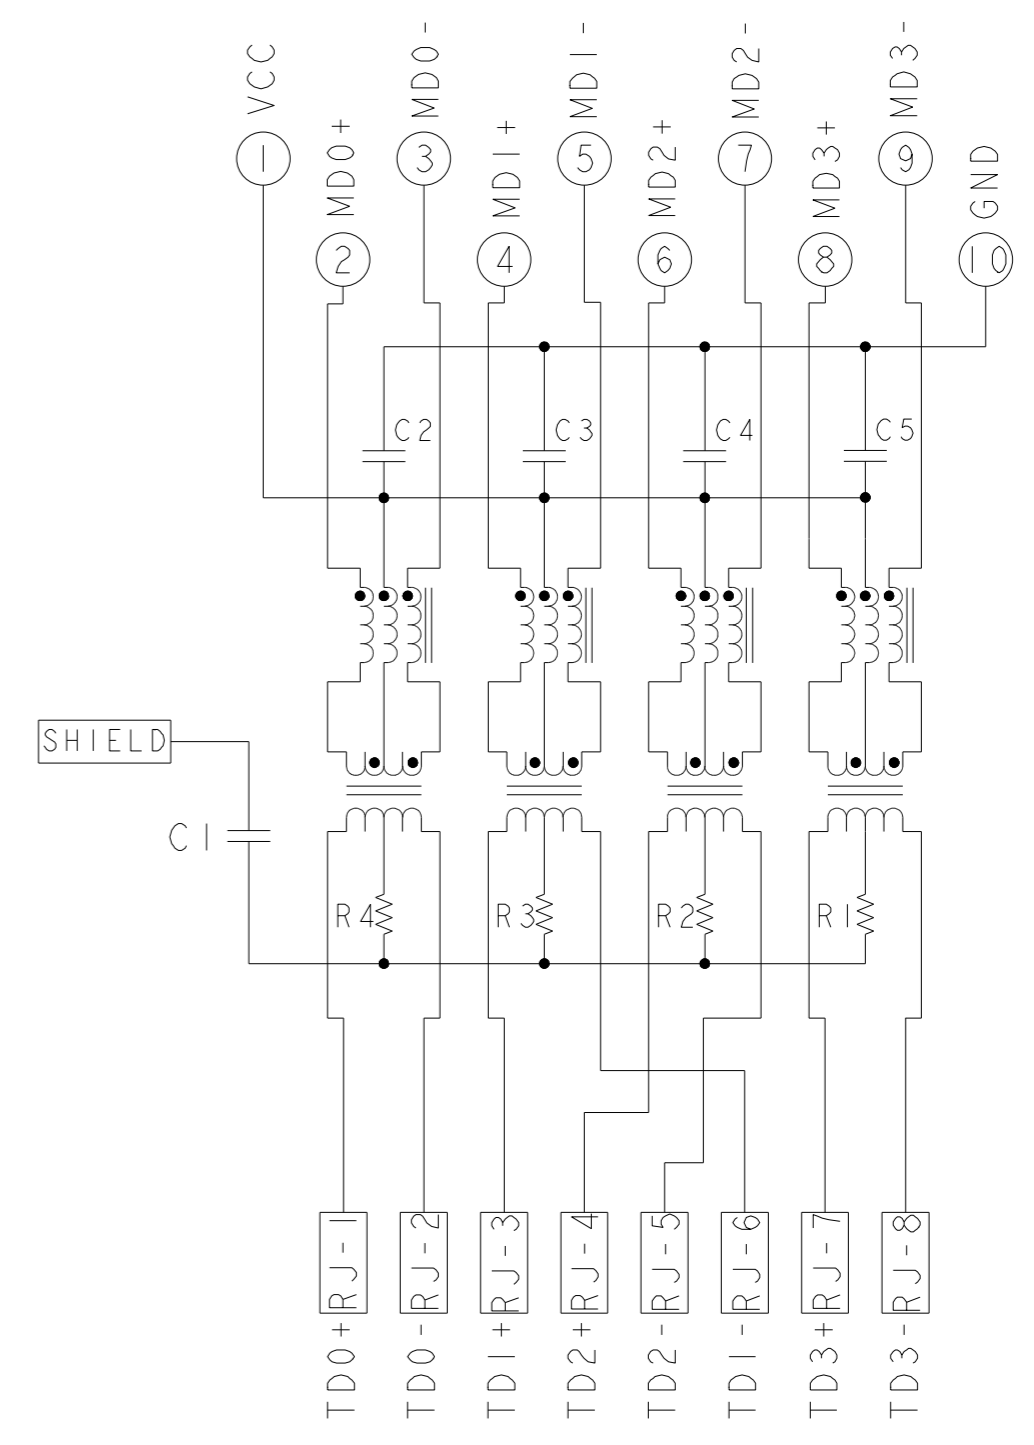 VCC
MD0+
MD0-
MD1+
MD1-
MD2+
MD2-
MD3+
MD3-
GND
1
2
3
4
5
6
7
8
9
10
C2
C3
C4
C5
SHIELD
C1
R4
R3
R2
R1
RJ-1
RJ-2
RJ-3
RJ-4
RJ-5
RJ-6
RJ-7
RJ-8
TD0+
TD0-
TD1+
TD2+
TD2-
TD1-
TD3+
TD3-